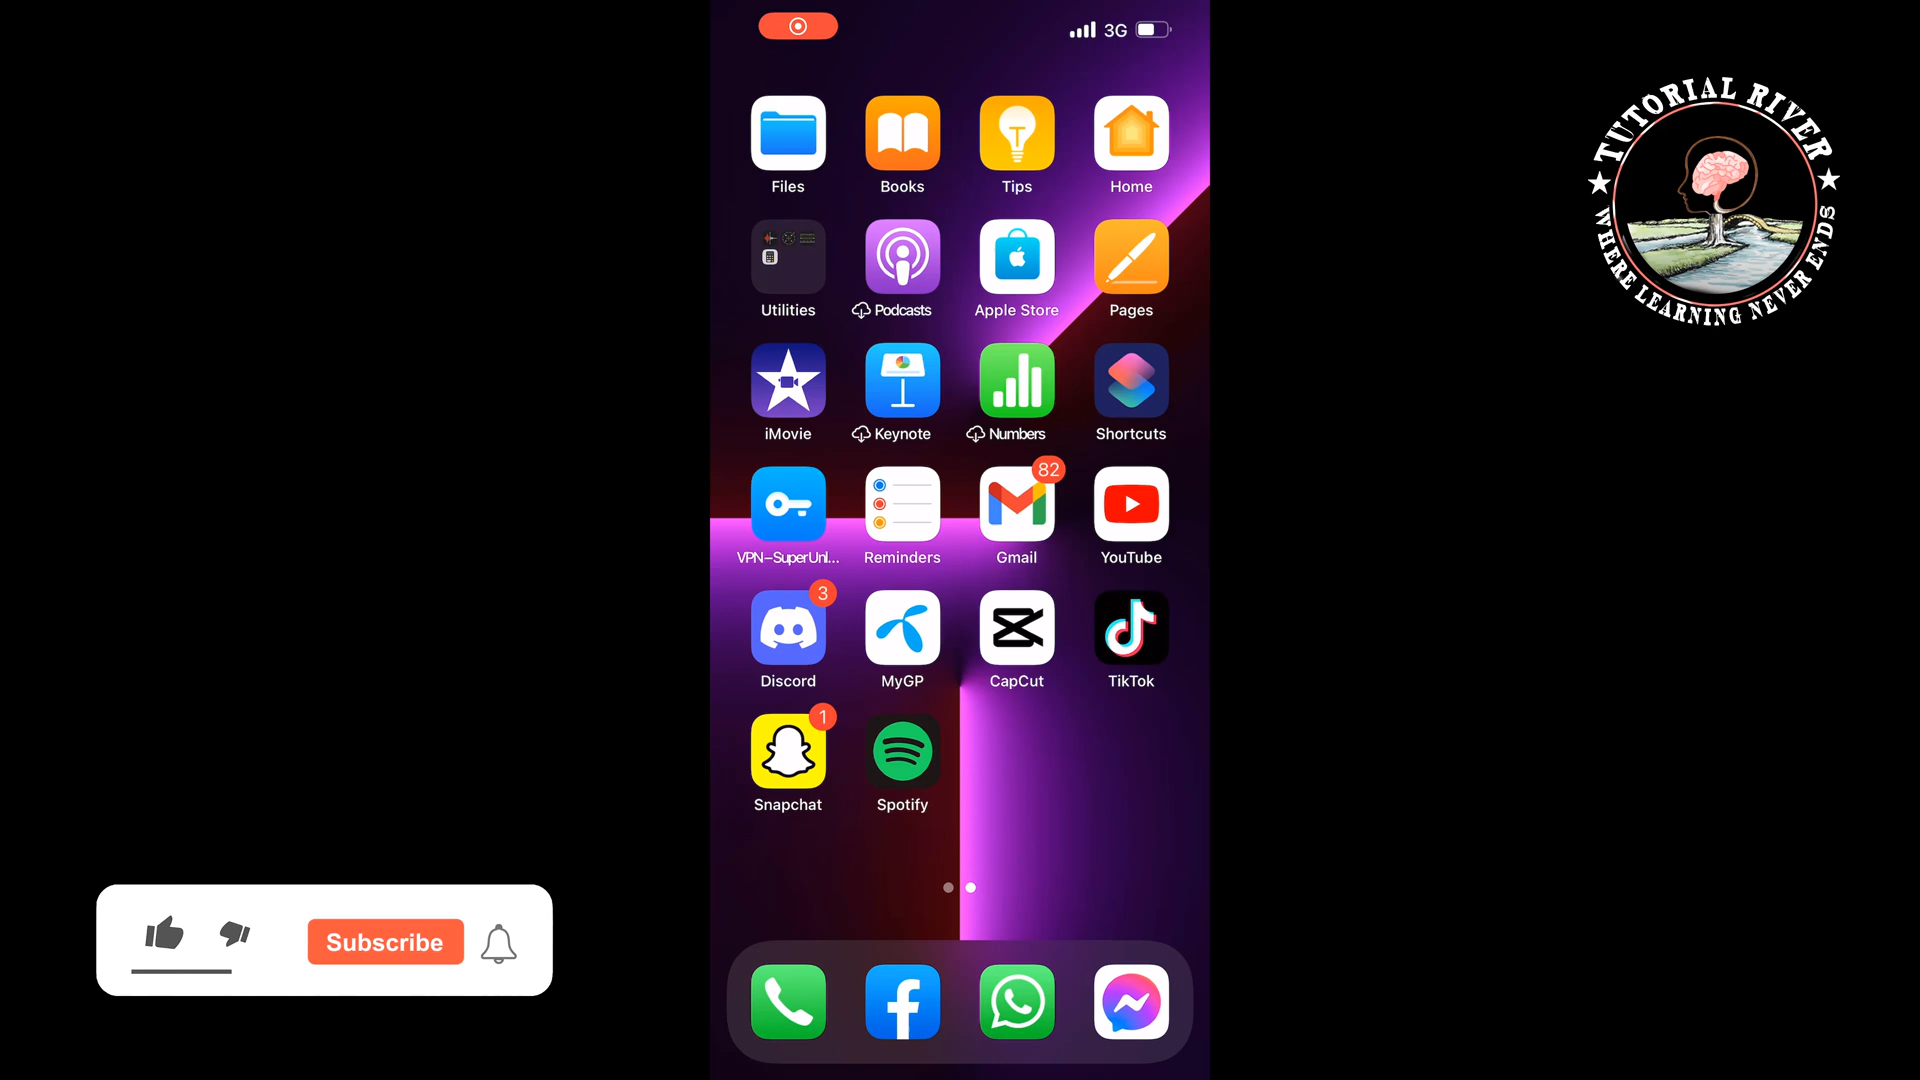 3G
TUTORIAL RIVER
WHERE LEARNING NEVER ENDS
Files Books Tips Home
Utilities Podcasts Apple Store Pages
iMovie Keynote Numbers Shortcuts
82
VPN–SuperUnl... Reminders Gmail YouTube
3
Discord MyGP CapCut TikTok
1
Snapchat Spotify
Subscribe